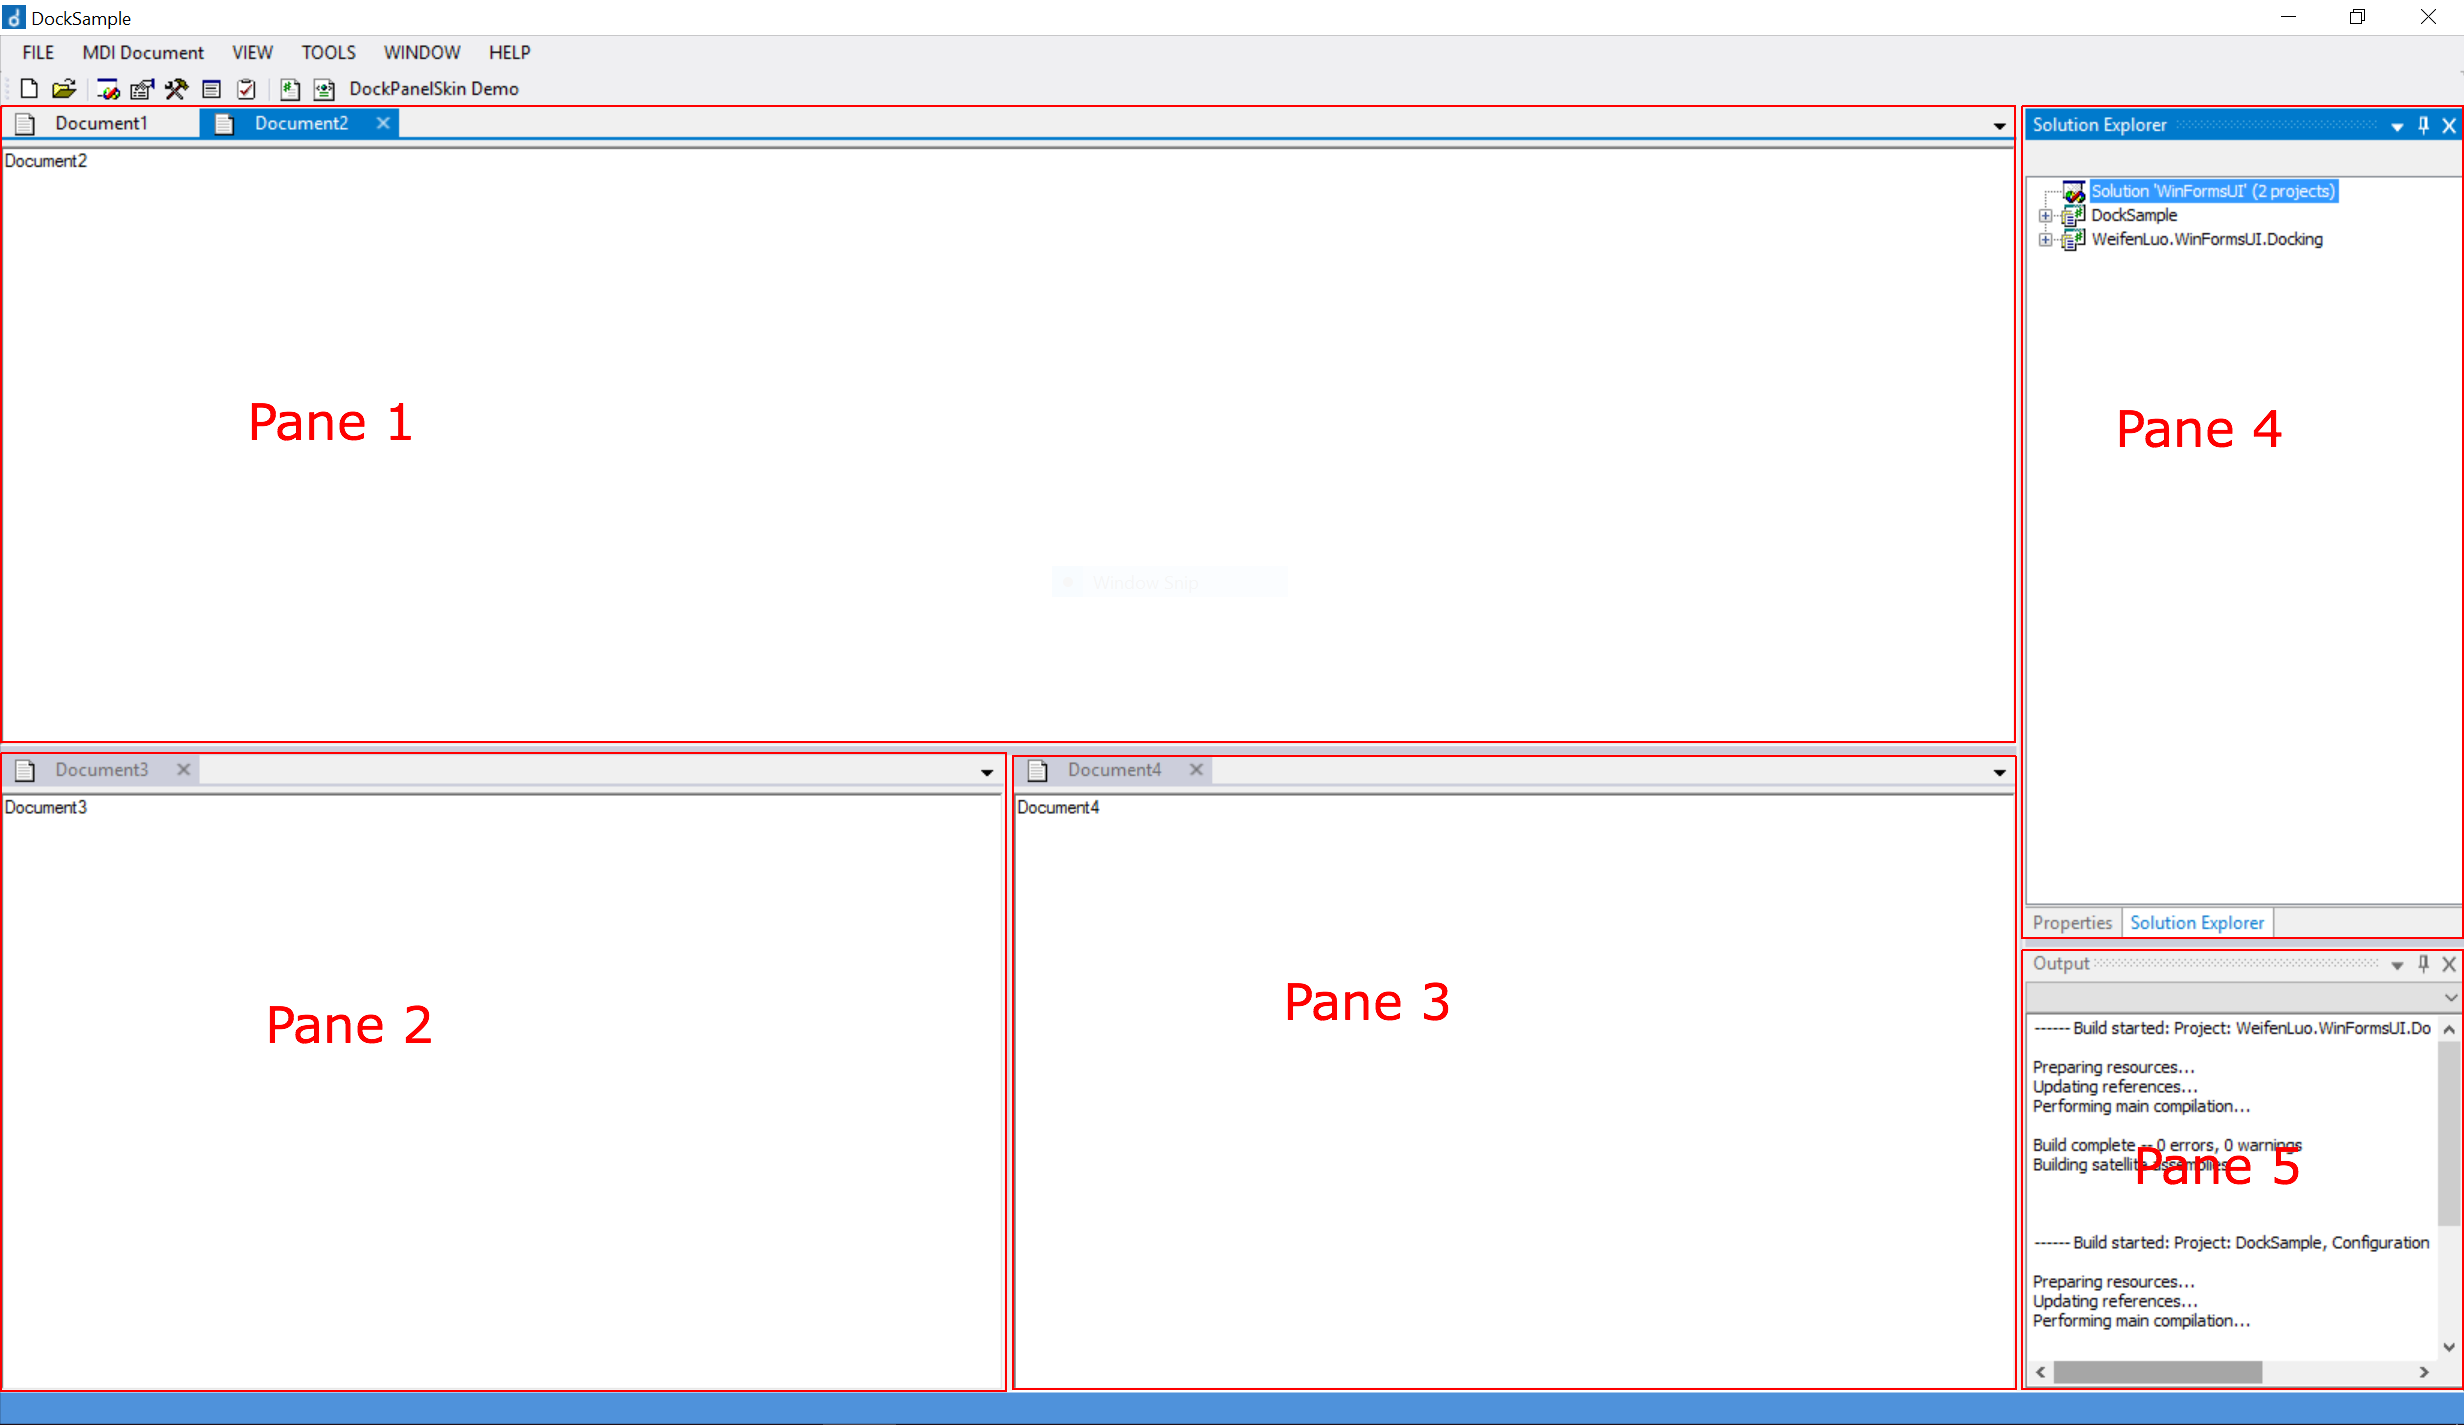 DockSample
FILE MDI Document VIEW TOOLS WINDOW HELP
DockPanelSkin Demo
Document1 Document2
Document2
Pane 1
Window Snip
Document3
Document3
Pane 2
Document4
Document4
Pane 3
Solution Explorer
Solution 'WinFormsUI' (2 projects)
DockSample
WeifenLuo.WinFormsUI.Docking
Pane 4
Properties Solution Explorer
Output
------ Build started: Project: WeifenLuo.WinFormsUI.Do
Preparing resources...
Updating references...
Performing main compilation...
Build complete -- 0 errors, 0 warnings
Building satellite assemblies
Pane 5
------ Build started: Project: DockSample, Configuration
Preparing resources...
Updating references...
Performing main compilation...